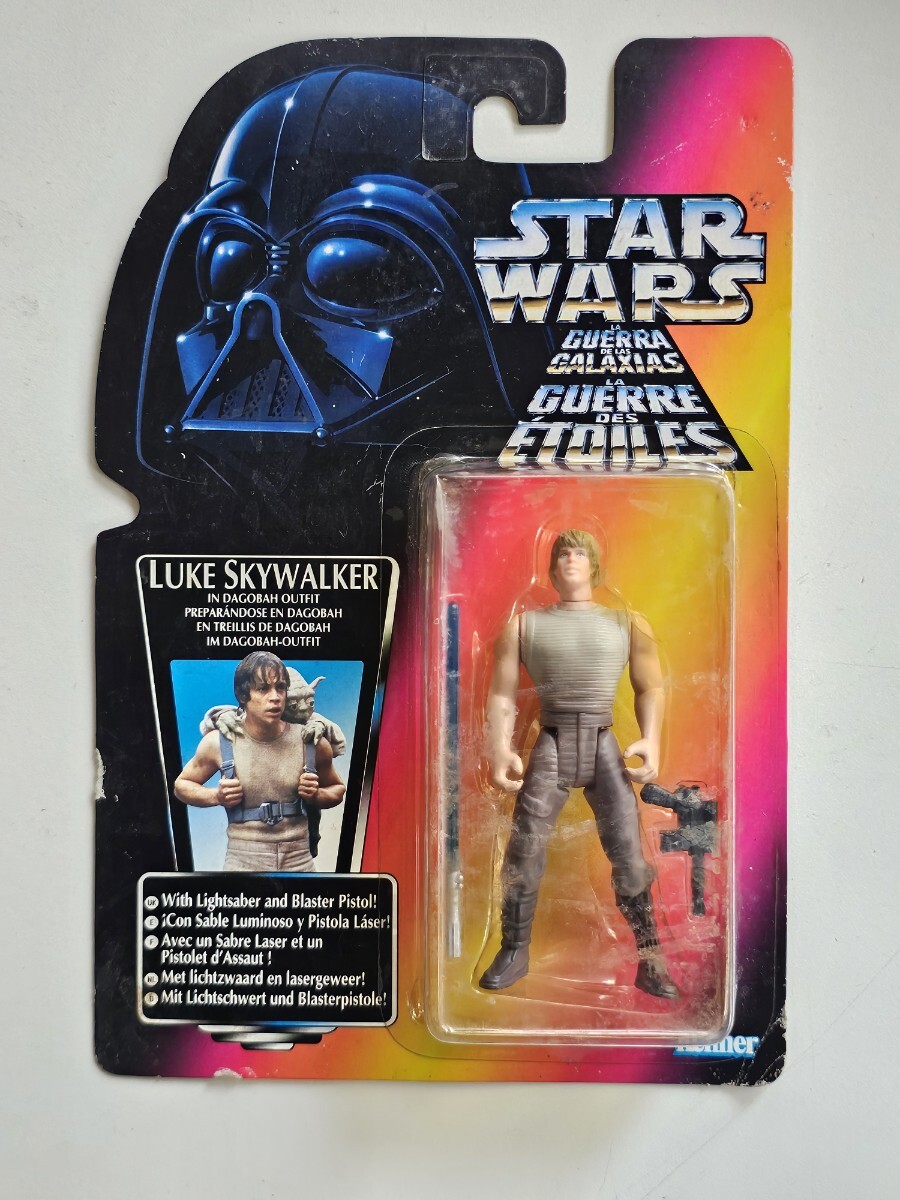 STAR
WARS
LA
GUERRA
DE LAS
GALAXIAS
LA
GUERRE
DES
ÉTOILES
LUKE SKYWALKER
IN DAGOBAH OUTFIT
PREPARÁNDOSE EN DAGOBAH
EN TREILLIS DE DAGOBAH
IM DAGOBAH-OUTFIT
With Lightsaber and Blaster Pistol!
E ¡Con Sable Luminoso y Pistola Láser!
F Avec un Sabre Laser et un
Pistolet d'Assaut !
NL Met lichtzwaard en lasergeweer!
D Mit Lichtschwert und Blasterpistole!
Kenner